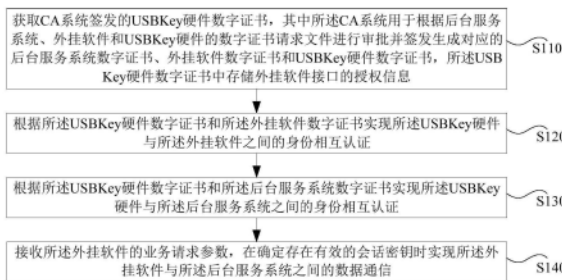 获取CA系统签发的USBKey硬件数字证书，其中所述CA系统用于根据后台服务
系统、外挂软件和USBKey硬件的数字证书请求文件进行审批并签发生成对应的
后台服务系统数字证书、外挂软件数字证书和USBKey硬件数字证书，所述USB
Key硬件数字证书中存储外挂软件接口的授权信息
S110
根据所述USBKey硬件数字证书和所述外挂软件数字证书实现所述USBKey硬件
与所述外挂软件之间的身份相互认证
S120
根据所述USBKey硬件数字证书和所述后台服务系统数字证书实现所述USBKey
硬件与所述后台服务系统之间的身份相互认证
S130
接收所述外挂软件的业务请求参数，在确定存在有效的会话密钥时实现所述外
挂软件与所述后台服务系统之间的数据通信
S140